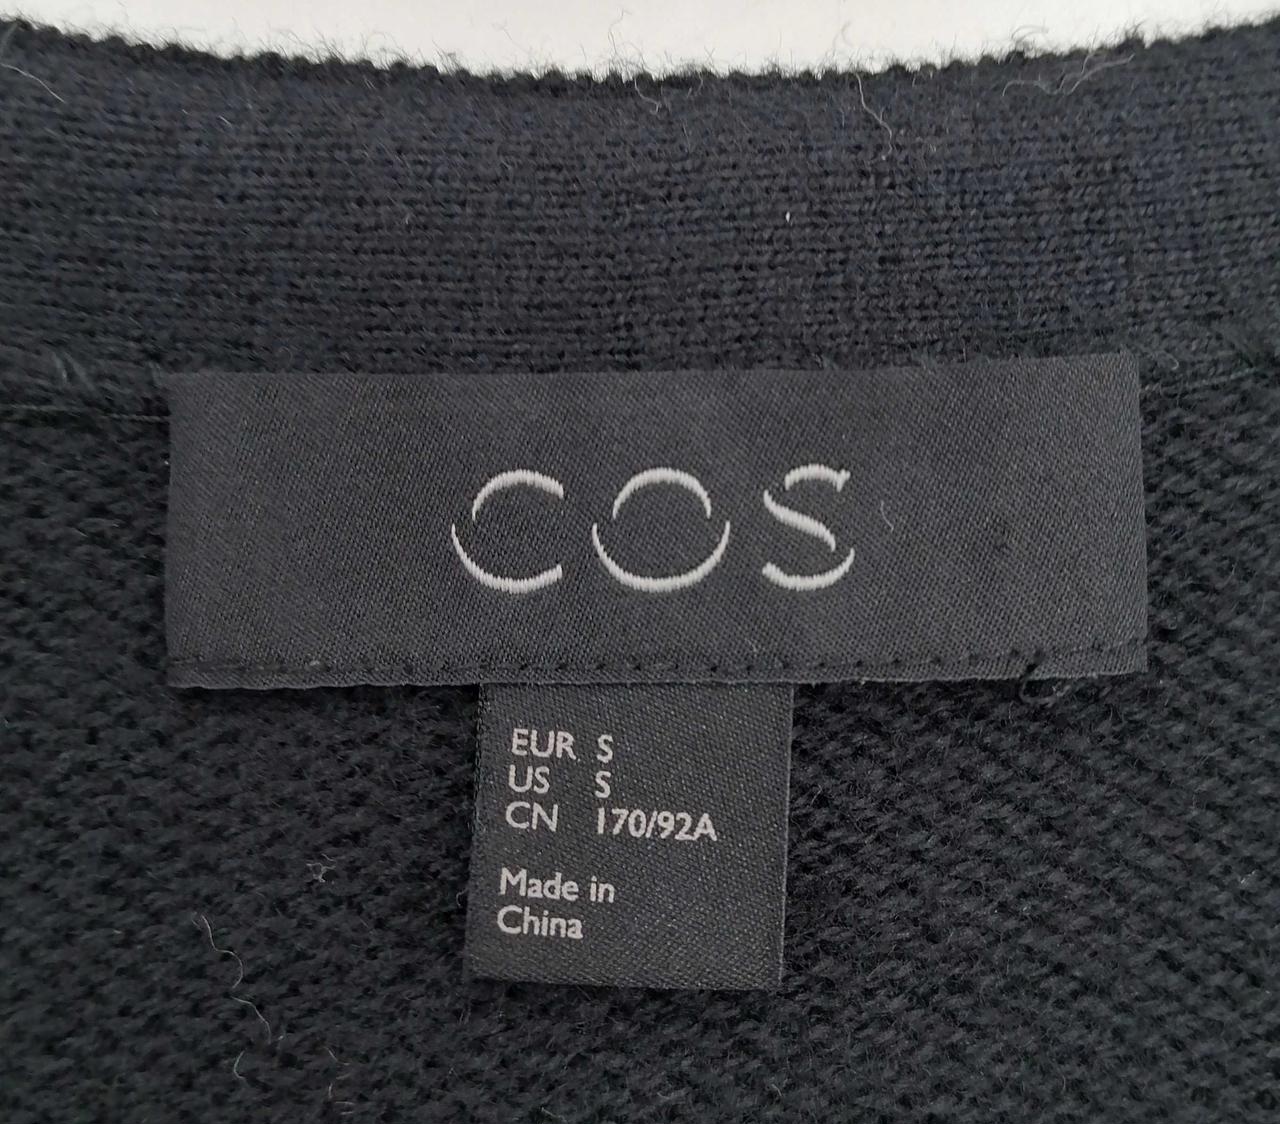 COS
EUR S
US S
CN 170/92A
Made in
China